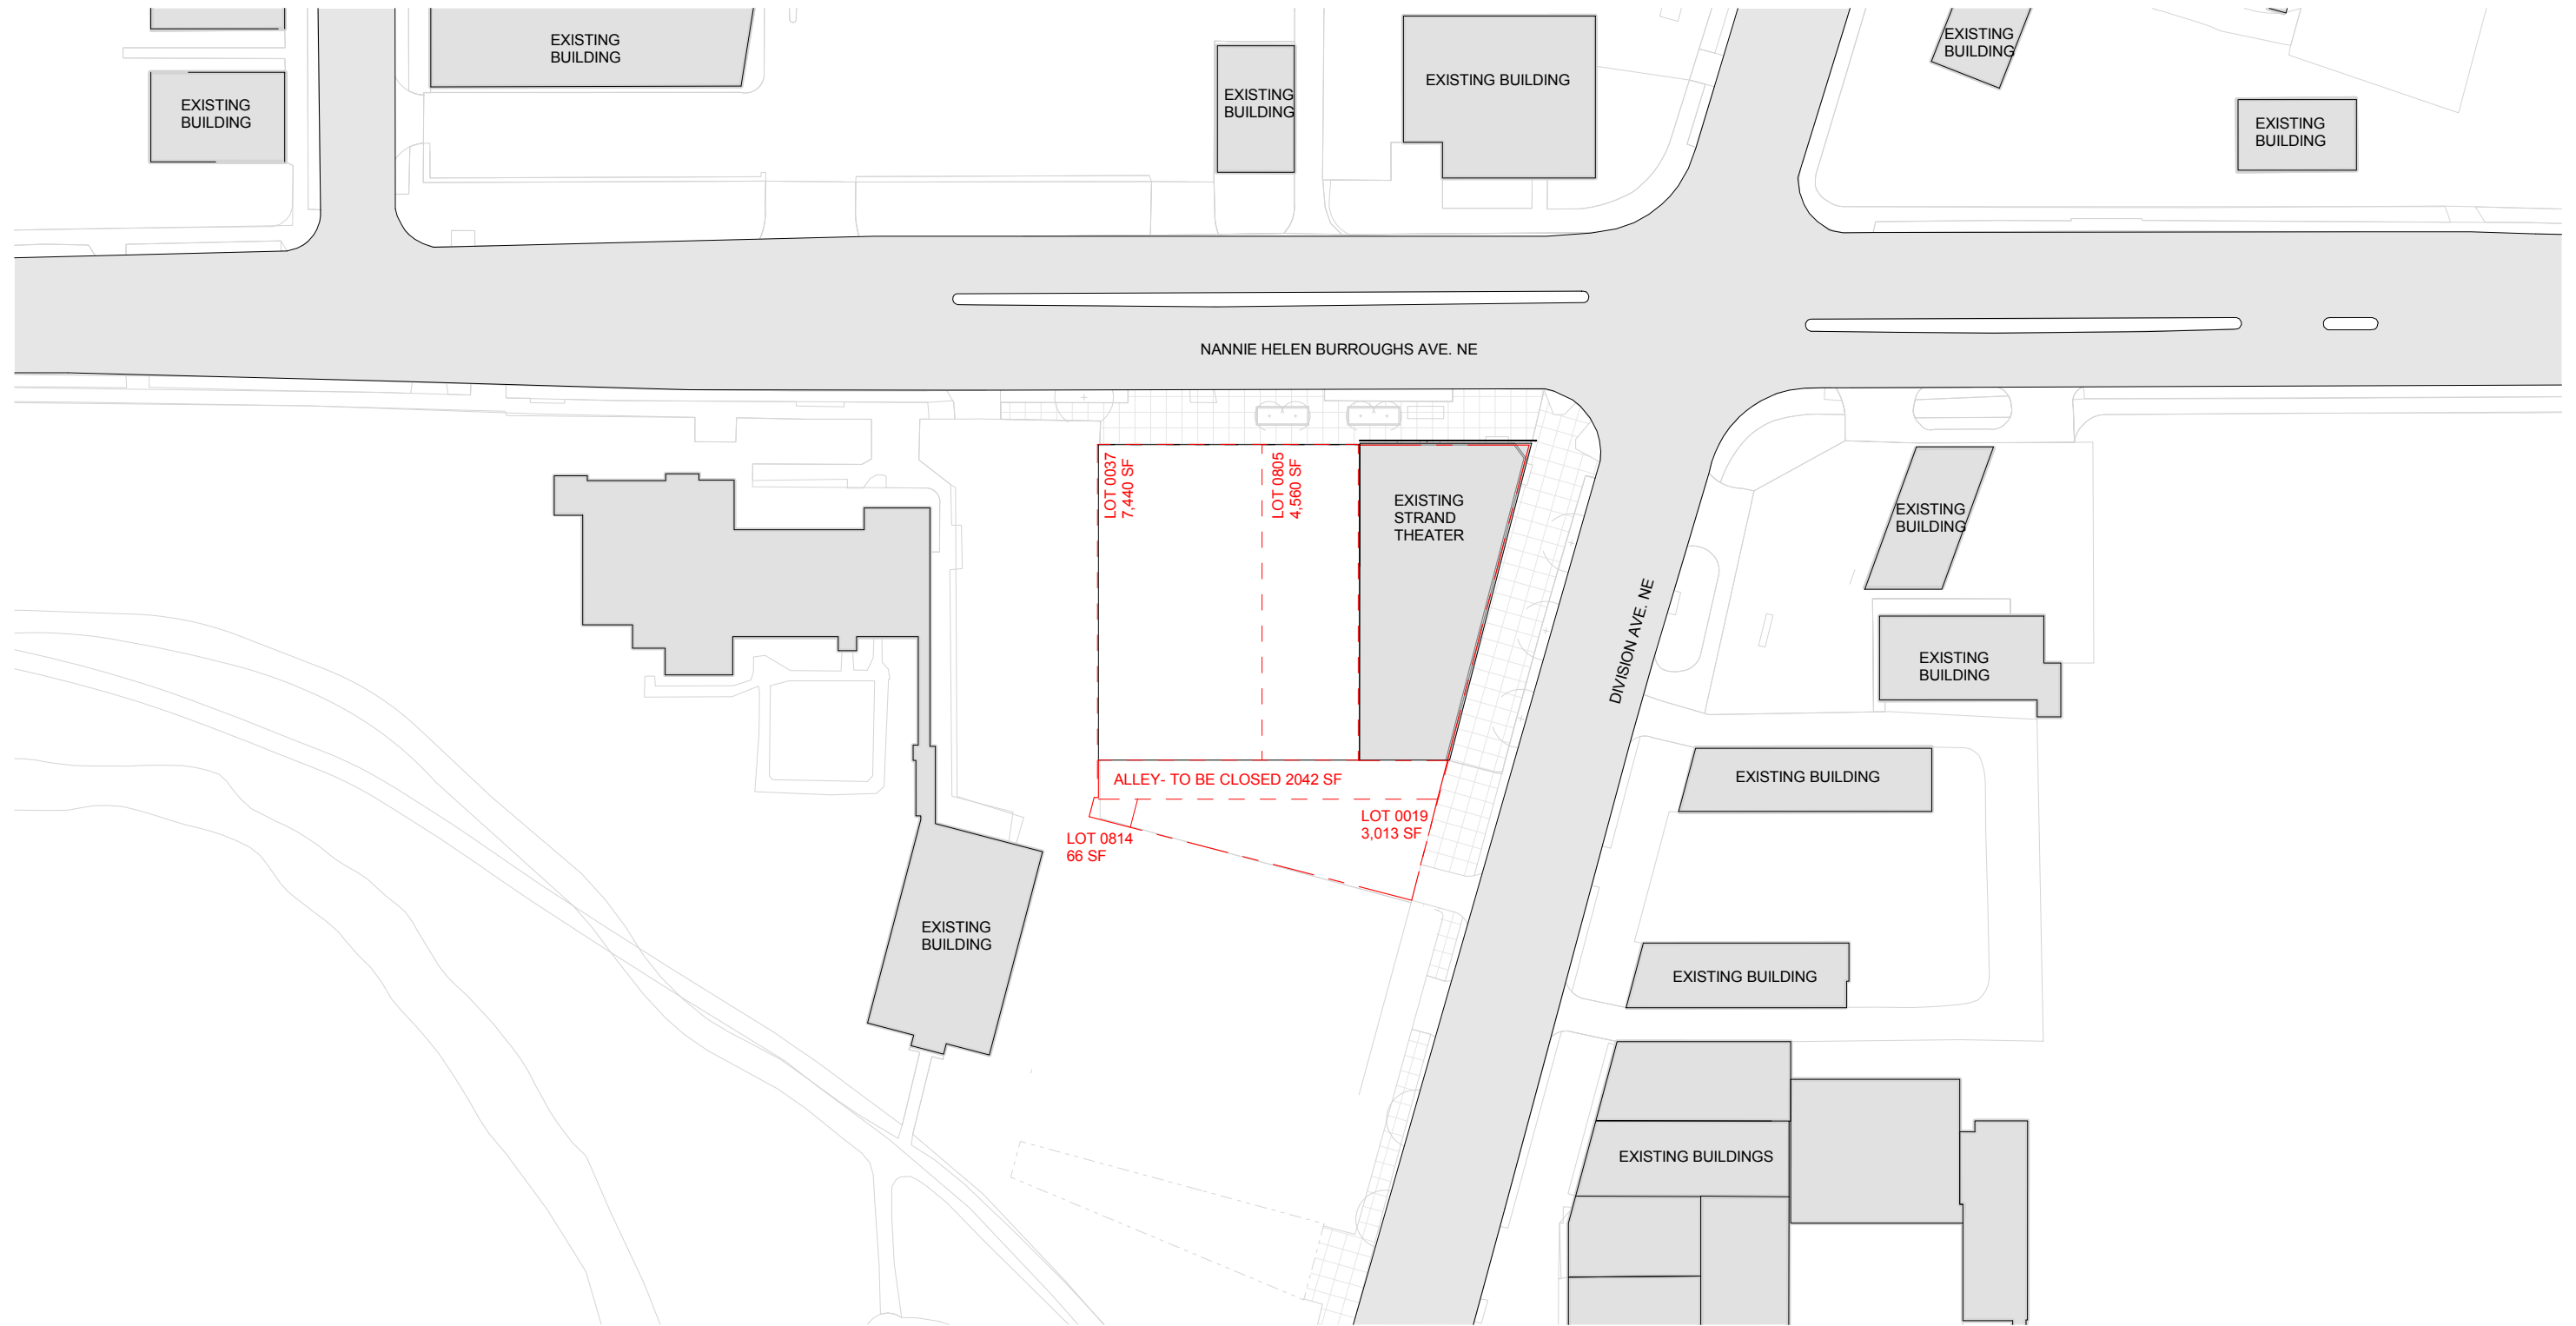 EXISTING
BUILDING
EXISTING
BUILDING
EXISTING
BUILDING
EXISTING BUILDING
EXISTING
BUILDING
EXISTING
BUILDING
NANNIE HELEN BURROUGHS AVE. NE
LOT 0037
7,440 SF
LOT 0805
4,560 SF
EXISTING
STRAND
THEATER
EXISTING
BUILDING
DIVISION AVE. NE
EXISTING
BUILDING
ALLEY- TO BE CLOSED 2042 SF
EXISTING BUILDING
LOT 0019
3,013 SF
LOT 0814
66 SF
EXISTING
BUILDING
EXISTING BUILDING
EXISTING BUILDINGS